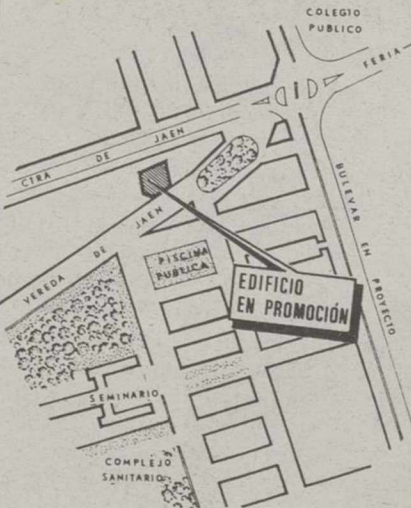 COLEGIO
PUBLICO
FERIA
CTRA DE JAEN
VEREDA DE JAEN
BULEVAR EN PROYECTO
PISCINA
PUBLICA
EDIFICIO
EN PROMOCIÓN
SEMINARIO
COMPLEJO
SANITARIO